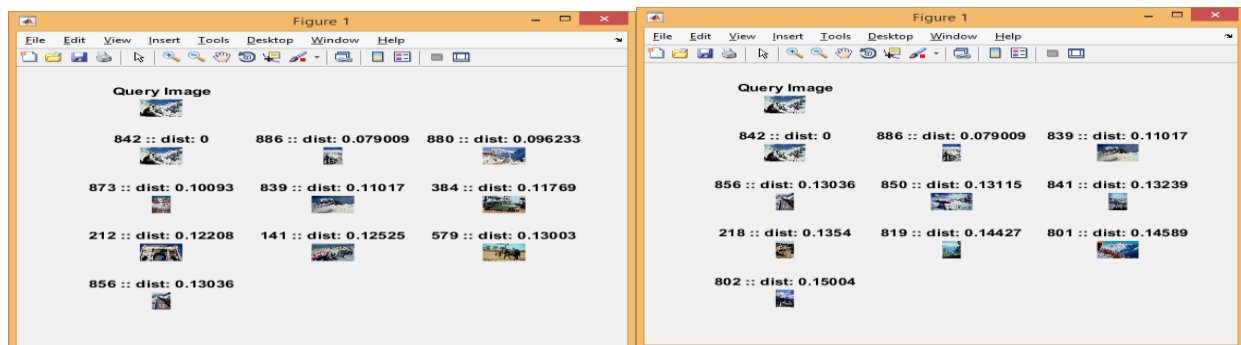 Figure 1
File Edit View Insert Tools Desktop Window Help
Query Image
842 :: dist: 0 886 :: dist: 0.079009 880 :: dist: 0.096233
873 :: dist: 0.10093 839 :: dist: 0.11017 384 :: dist: 0.11769
212 :: dist: 0.12208 141 :: dist: 0.12525 579 :: dist: 0.13003
856 :: dist: 0.13036
Figure 1
File Edit View Insert Tools Desktop Window Help
Query Image
842 :: dist: 0 886 :: dist: 0.079009 839 :: dist: 0.11017
856 :: dist: 0.13036 850 :: dist: 0.13115 841 :: dist: 0.13239
218 :: dist: 0.1354 819 :: dist: 0.14427 801 :: dist: 0.14589
802 :: dist: 0.15004